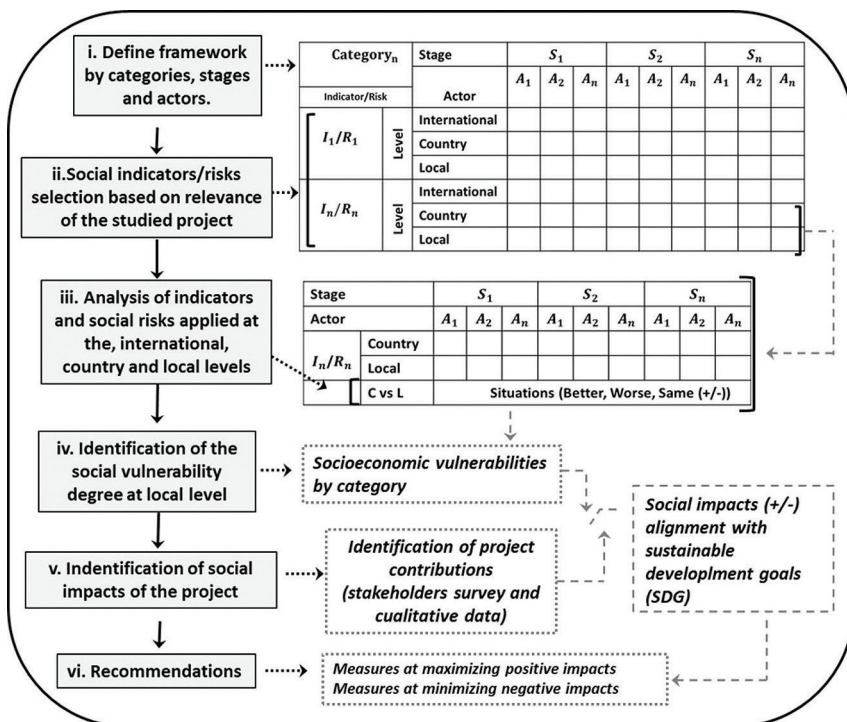 i. Define framework
by categories, stages
and actors.
Category_n
Stage
S_1
S_2
S_n
Indicator/Risk
Actor
A_1 A_2 A_n A_1 A_2 A_n A_1 A_2 A_n
I_1/R_1
Level
International
Country
Local
I_n/R_n
Level
International
Country
Local
ii.Social indicators/risks
selection based on relevance
of the studied project
iii. Analysis of indicators
and social risks applied at
the, international,
country and local levels
Stage
S_1
S_2
S_n
Actor
A_1 A_2 A_n A_1 A_2 A_n A_1 A_2 A_n
I_n/R_n
Country
Local
C vs L
Situations (Better, Worse, Same (+/-))
iv. Identification of the
social vulnerability
degree at local level
Socioeconomic vulnerabilities
by category
v. Indentification of social
impacts of the project
Identification of project
contributions
(stakeholders survey and
cualitative data)
Social impacts (+/-)
alignment with
sustainable
developlment goals
(SDG)
vi. Recommendations
Measures at maximizing positive impacts
Measures at minimizing negative impacts